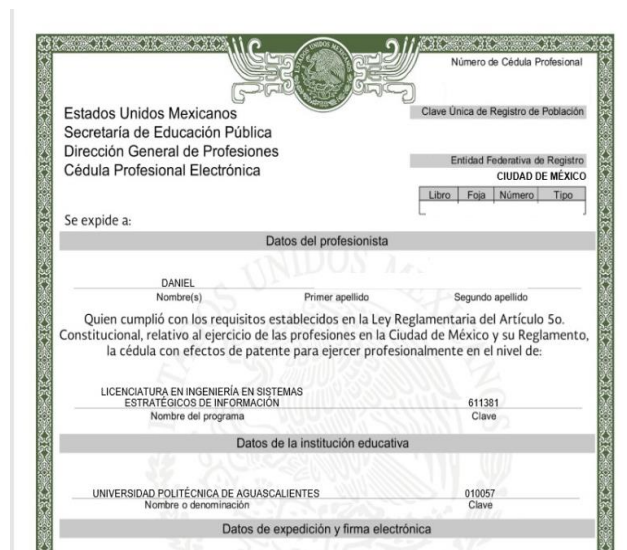 Número de Cédula Profesional
Estados Unidos Mexicanos
Secretaría de Educación Pública
Dirección General de Profesiones
Cédula Profesional Electrónica
Clave Única de Registro de Población
Entidad Federativa de Registro
CIUDAD DE MÉXICO
Libro Foja Número Tipo
Se expide a:
Datos del profesionista
DANIEL
Nombre(s) Primer apellido Segundo apellido
Quien cumplió con los requisitos establecidos en la Ley Reglamentaria del Artículo 5o.
Constitucional, relativo al ejercicio de las profesiones en la Ciudad de México y su Reglamento,
la cédula con efectos de patente para ejercer profesionalmente en el nivel de:
LICENCIATURA EN INGENIERÍA EN SISTEMAS
ESTRATÉGICOS DE INFORMACIÓN 611381
Nombre del programa Clave
Datos de la institución educativa
UNIVERSIDAD POLITÉCNICA DE AGUASCALIENTES 010057
Nombre o denominación Clave
Datos de expedición y firma electrónica